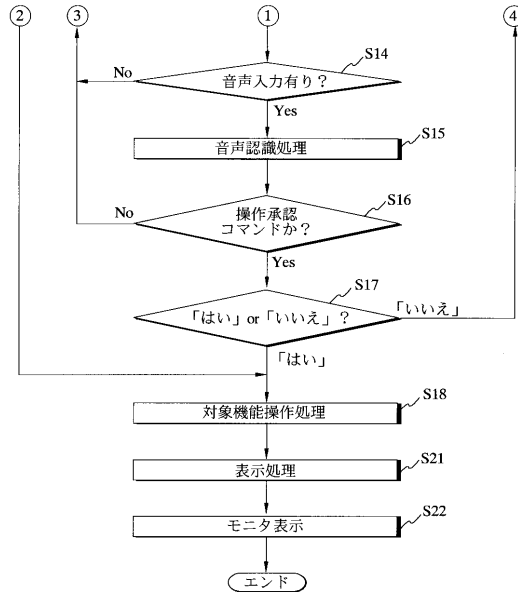 ② ③ ① ④
S14
No
音声入力有り？
Yes
S15
音声認識処理
S16
No
操作承認
コマンドか？
Yes
S17
「はい」or「いいえ」？
「いいえ」
「はい」
S18
対象機能操作処理
S21
表示処理
S22
モニタ表示
エンド